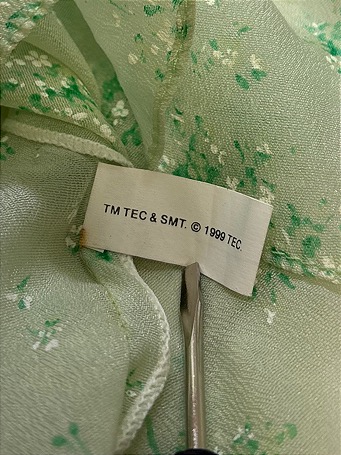 TM TEC & SMT. © 1999 TEC.